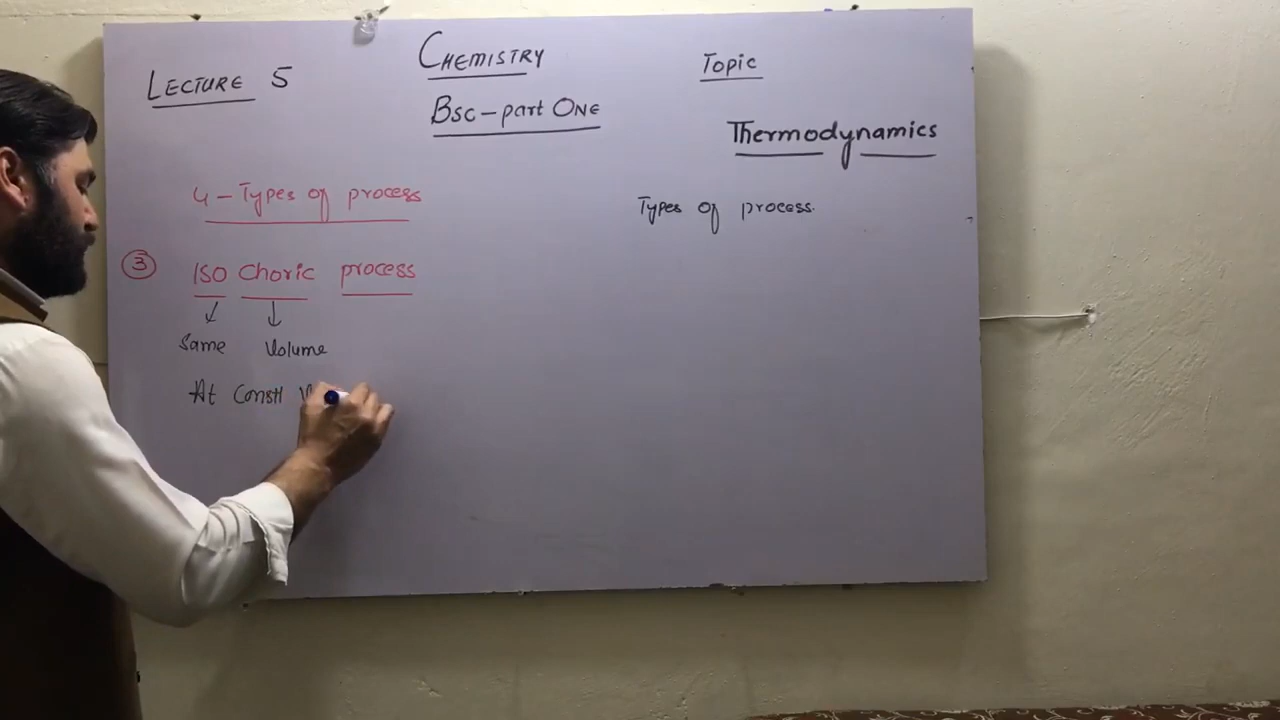 LECTURE 5
CHEMISTRY
Bsc-part ONE
Topic
Thermodynamics
Types of process.
4-Types of process
3 ISO Choric process
Same Volume
At Constt